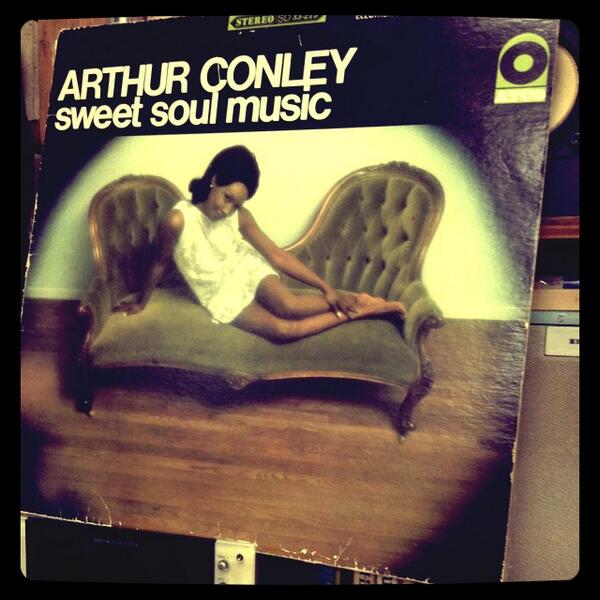 STEREO SD 33-215
ARTHUR CONLEY
sweet soul music